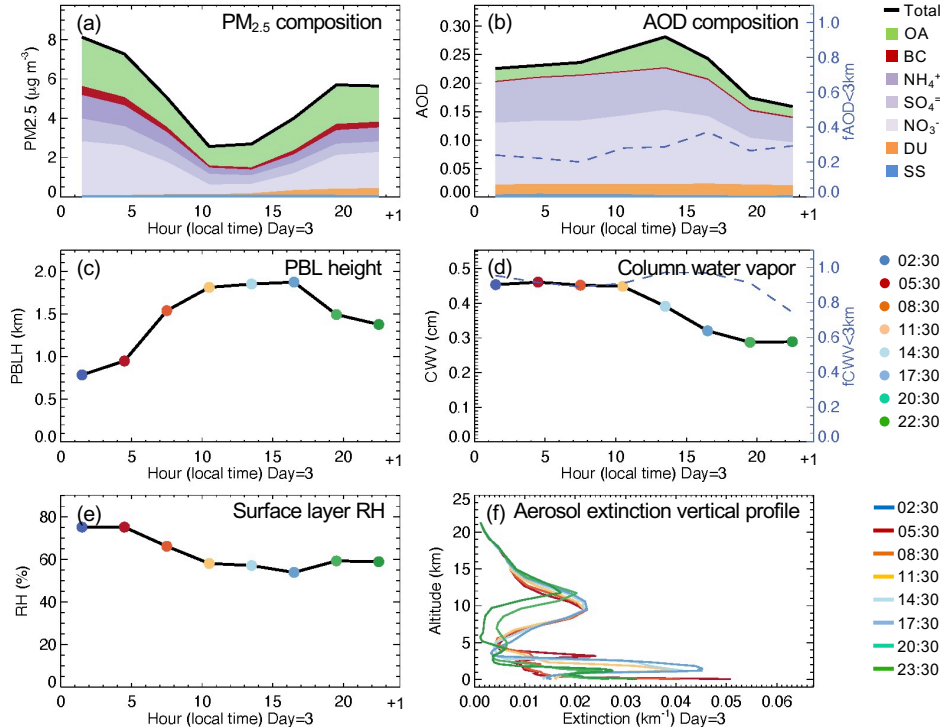 (a) PM2.5 composition
PM2.5 (µg m-3)
8
6
4
2
0
0 5 10 15 20 +1
Hour (local time) Day=3
(b) AOD composition
AOD
0.30
0.25
0.20
0.15
0.10
0.05
0.00
0 5 10 15 20 +1
Hour (local time) Day=3
fAOD<3km
1.0
0.8
0.6
0.4
0.2
0.0
Total
OA
BC
NH4+
SO4=
NO3-
DU
SS
(c) PBL height
PBLH (km)
2.0
1.0
1.0
0.0
0 5 10 15 20 +1
Hour (local time) Day=3
(d) Column water vapor
CWV (cm)
0.5
0.4
0.3
0.1
0.0
0 5 10 15 20 +1
Hour (local time) Day=3
fCWV<3km
1.0
0.8
0.6
0.4
0.2
0.0
02:30
05:30
08:30
11:30
14:30
17:30
20:30
22:30
(e) Surface layer RH
RH (%)
80
60
40
20
0
0 5 10 15 20 +1
Hour (local time) Day=3
(f) Aerosol extinction vertical profile
Altitude (km)
25
20
15
10
5
0
0.00 0.01 0.02 0.03 0.04 0.05 0.06
Extinction (km-1) Day=3
02:30
05:30
08:30
11:30
14:30
17:30
20:30
23:30